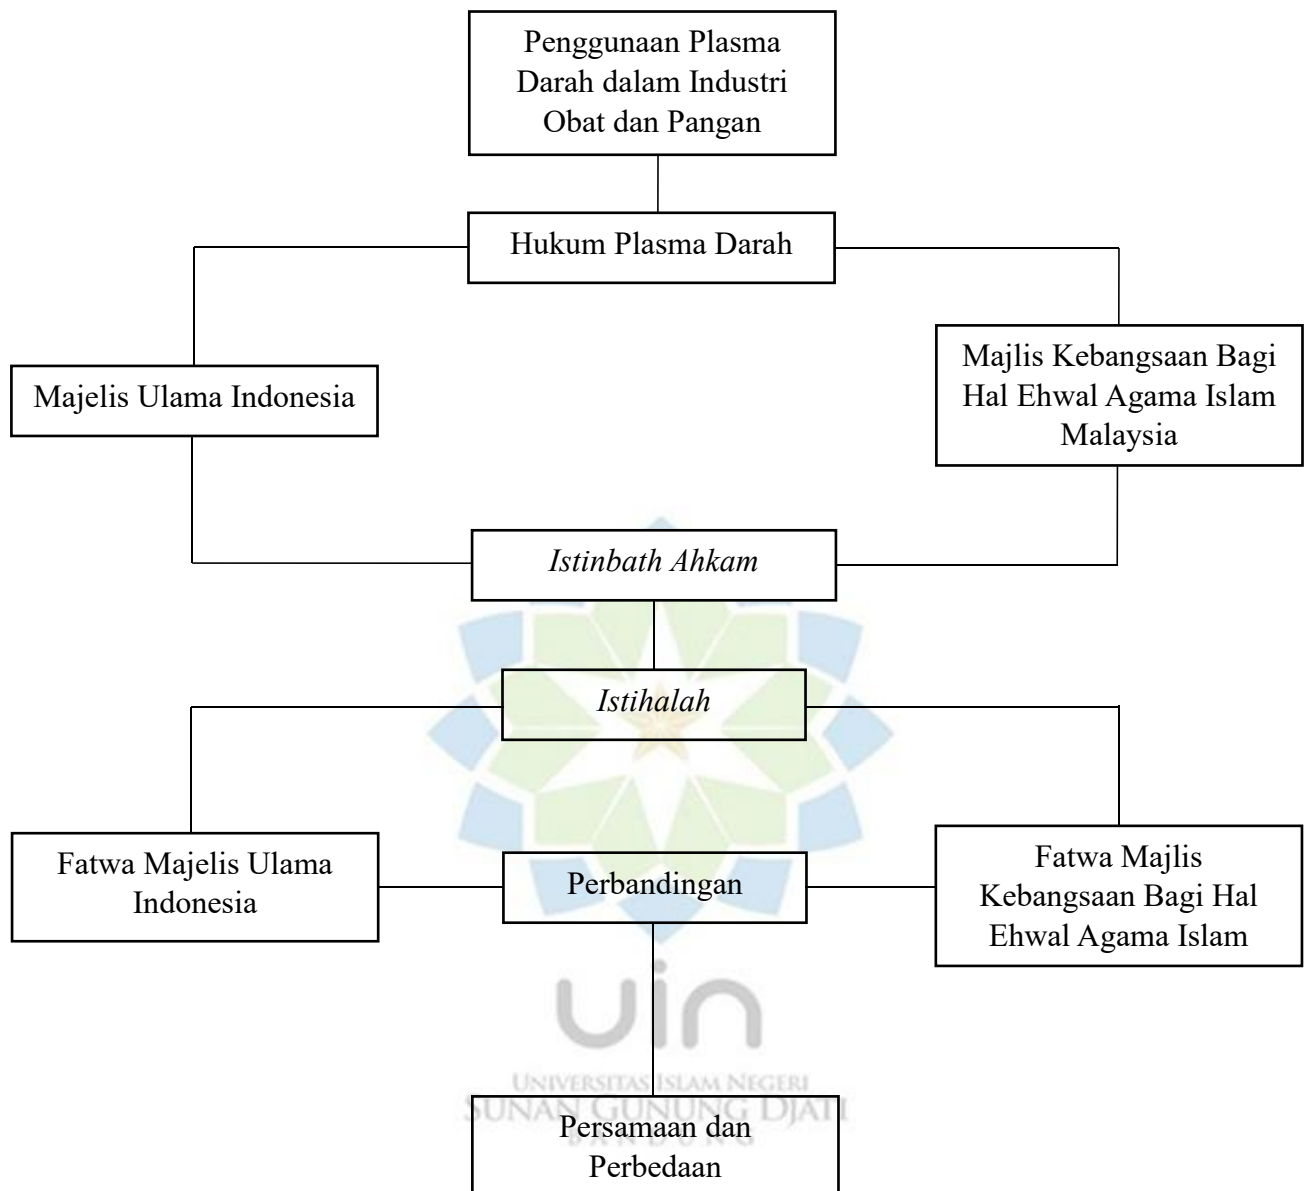 Penggunaan Plasma
Darah dalam Industri
Obat dan Pangan
Hukum Plasma Darah
Majelis Ulama Indonesia
Majlis Kebangsaan Bagi
Hal Ehwal Agama Islam
Malaysia
Istinbath Ahkam
Istihalah
Fatwa Majelis Ulama
Indonesia
Perbandingan
Fatwa Majlis
Kebangsaan Bagi Hal
Ehwal Agama Islam
uin
UNIVERSITAS ISLAM NEGERI
SUNAN GUNUNG DJATI
BANDUNG
Persamaan dan
Perbedaan